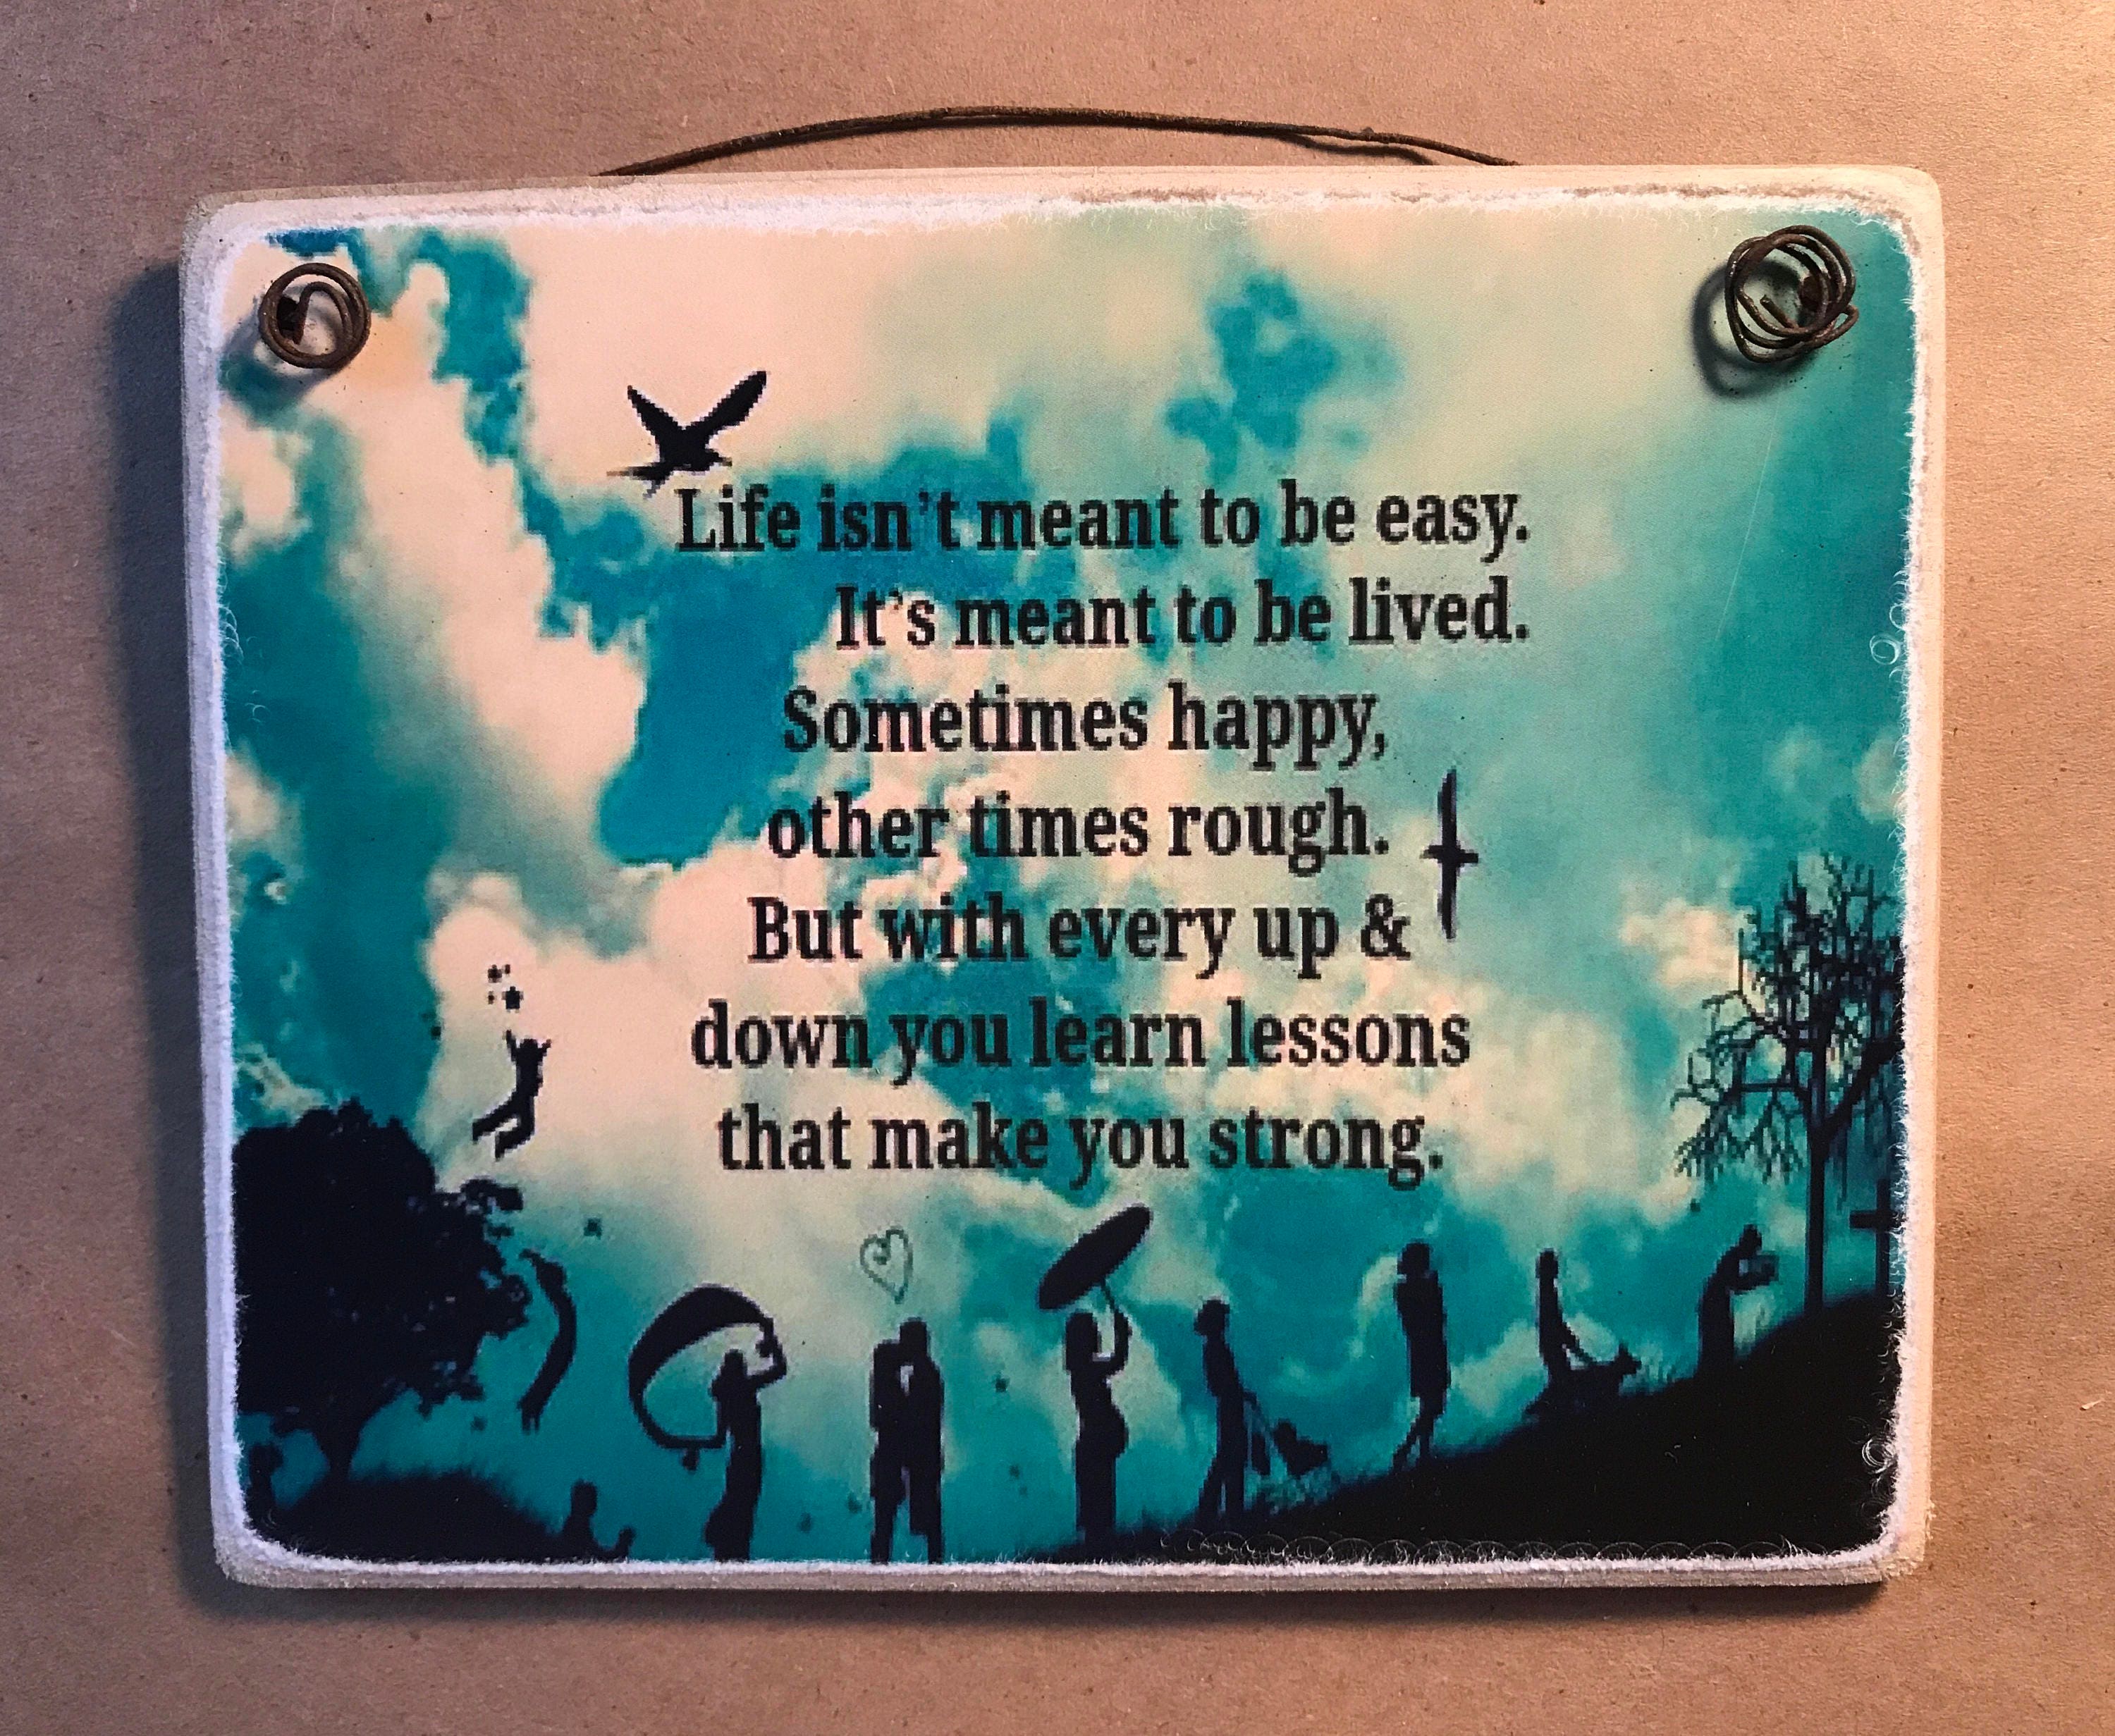 Life isn't meant to be easy.
It's meant to be lived.
Sometimes happy,
other times rough.
But with every up &
down you learn lessons
that make you strong.